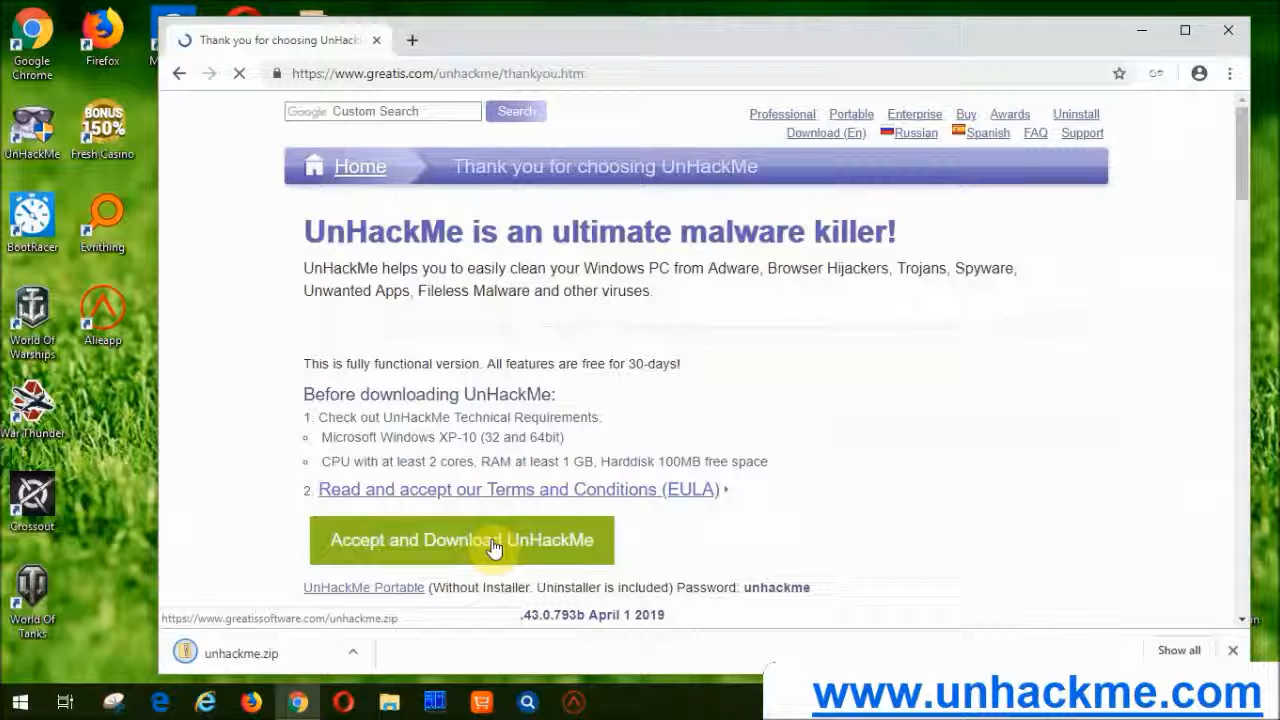 Google Chrome
Firefox
M
UnHackMe
BONUS 150%
Fresh Casino
BootRacer
Evrithing
World Of Warships
Alieapp
War Thunder
Crossout
World Of Tanks
Thank you for choosing UnHack
https://www.greatis.com/unhackme/thankyou.htm
Google Custom Search
Search
Professional Portable Enterprise Buy Awards Uninstall
Download (En) Russian Spanish FAQ Support
Home Thank you for choosing UnHackMe
UnHackMe is an ultimate malware killer!
UnHackMe helps you to easily clean your Windows PC from Adware, Browser Hijackers, Trojans, Spyware,
Unwanted Apps, Fileless Malware and other viruses.
This is fully functional version. All features are free for 30-days!
Before downloading UnHackMe:
1. Check out UnHackMe Technical Requirements:
Microsoft Windows XP-10 (32 and 64bit)
CPU with at least 2 cores, RAM at least 1 GB, Harddisk 100MB free space
2. Read and accept our Terms and Conditions (EULA)
Accept and Download UnHackMe
UnHackMe Portable (Without Installer. Uninstaller is included) Password: unhackme
.43.0.793b April 1 2019
https://www.greatissoftware.com/unhackme.zip
unhackme.zip
Show all
www.unhackme.com